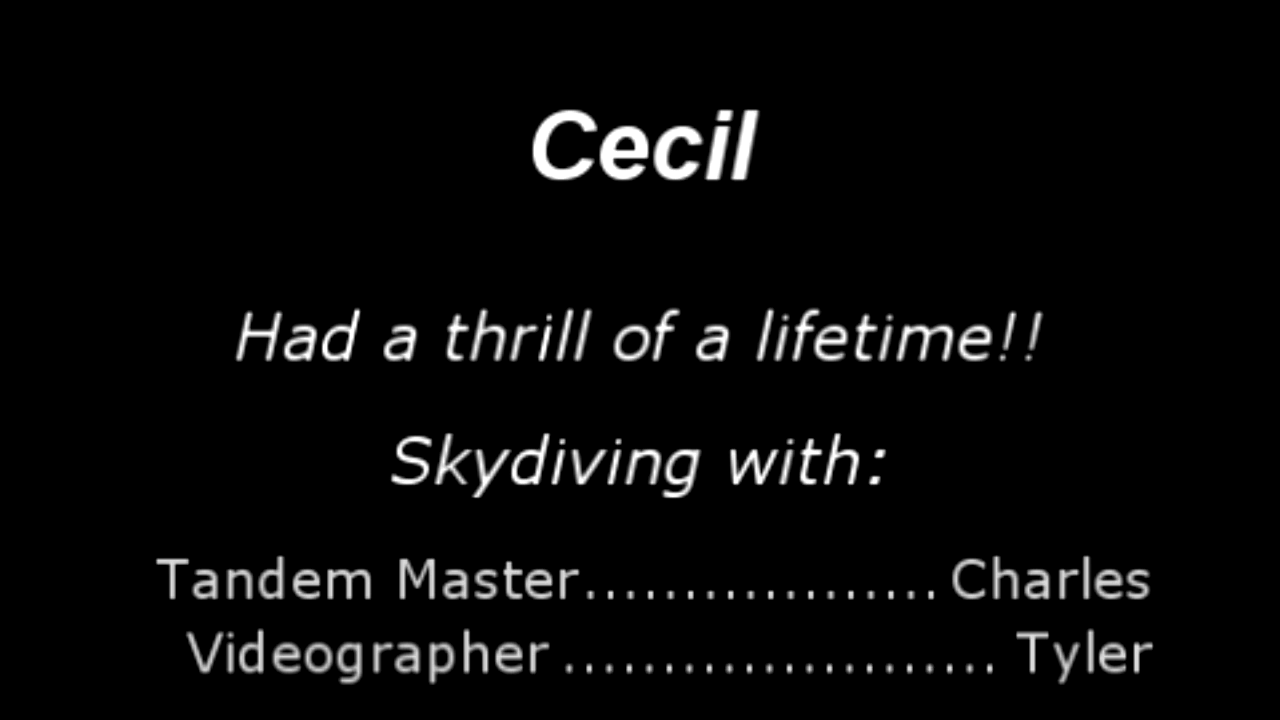 Cecil
Had a thrill of a lifetime!!
Skydiving with:
Tandem Master..................Charles
Videographer ...................... Tyler